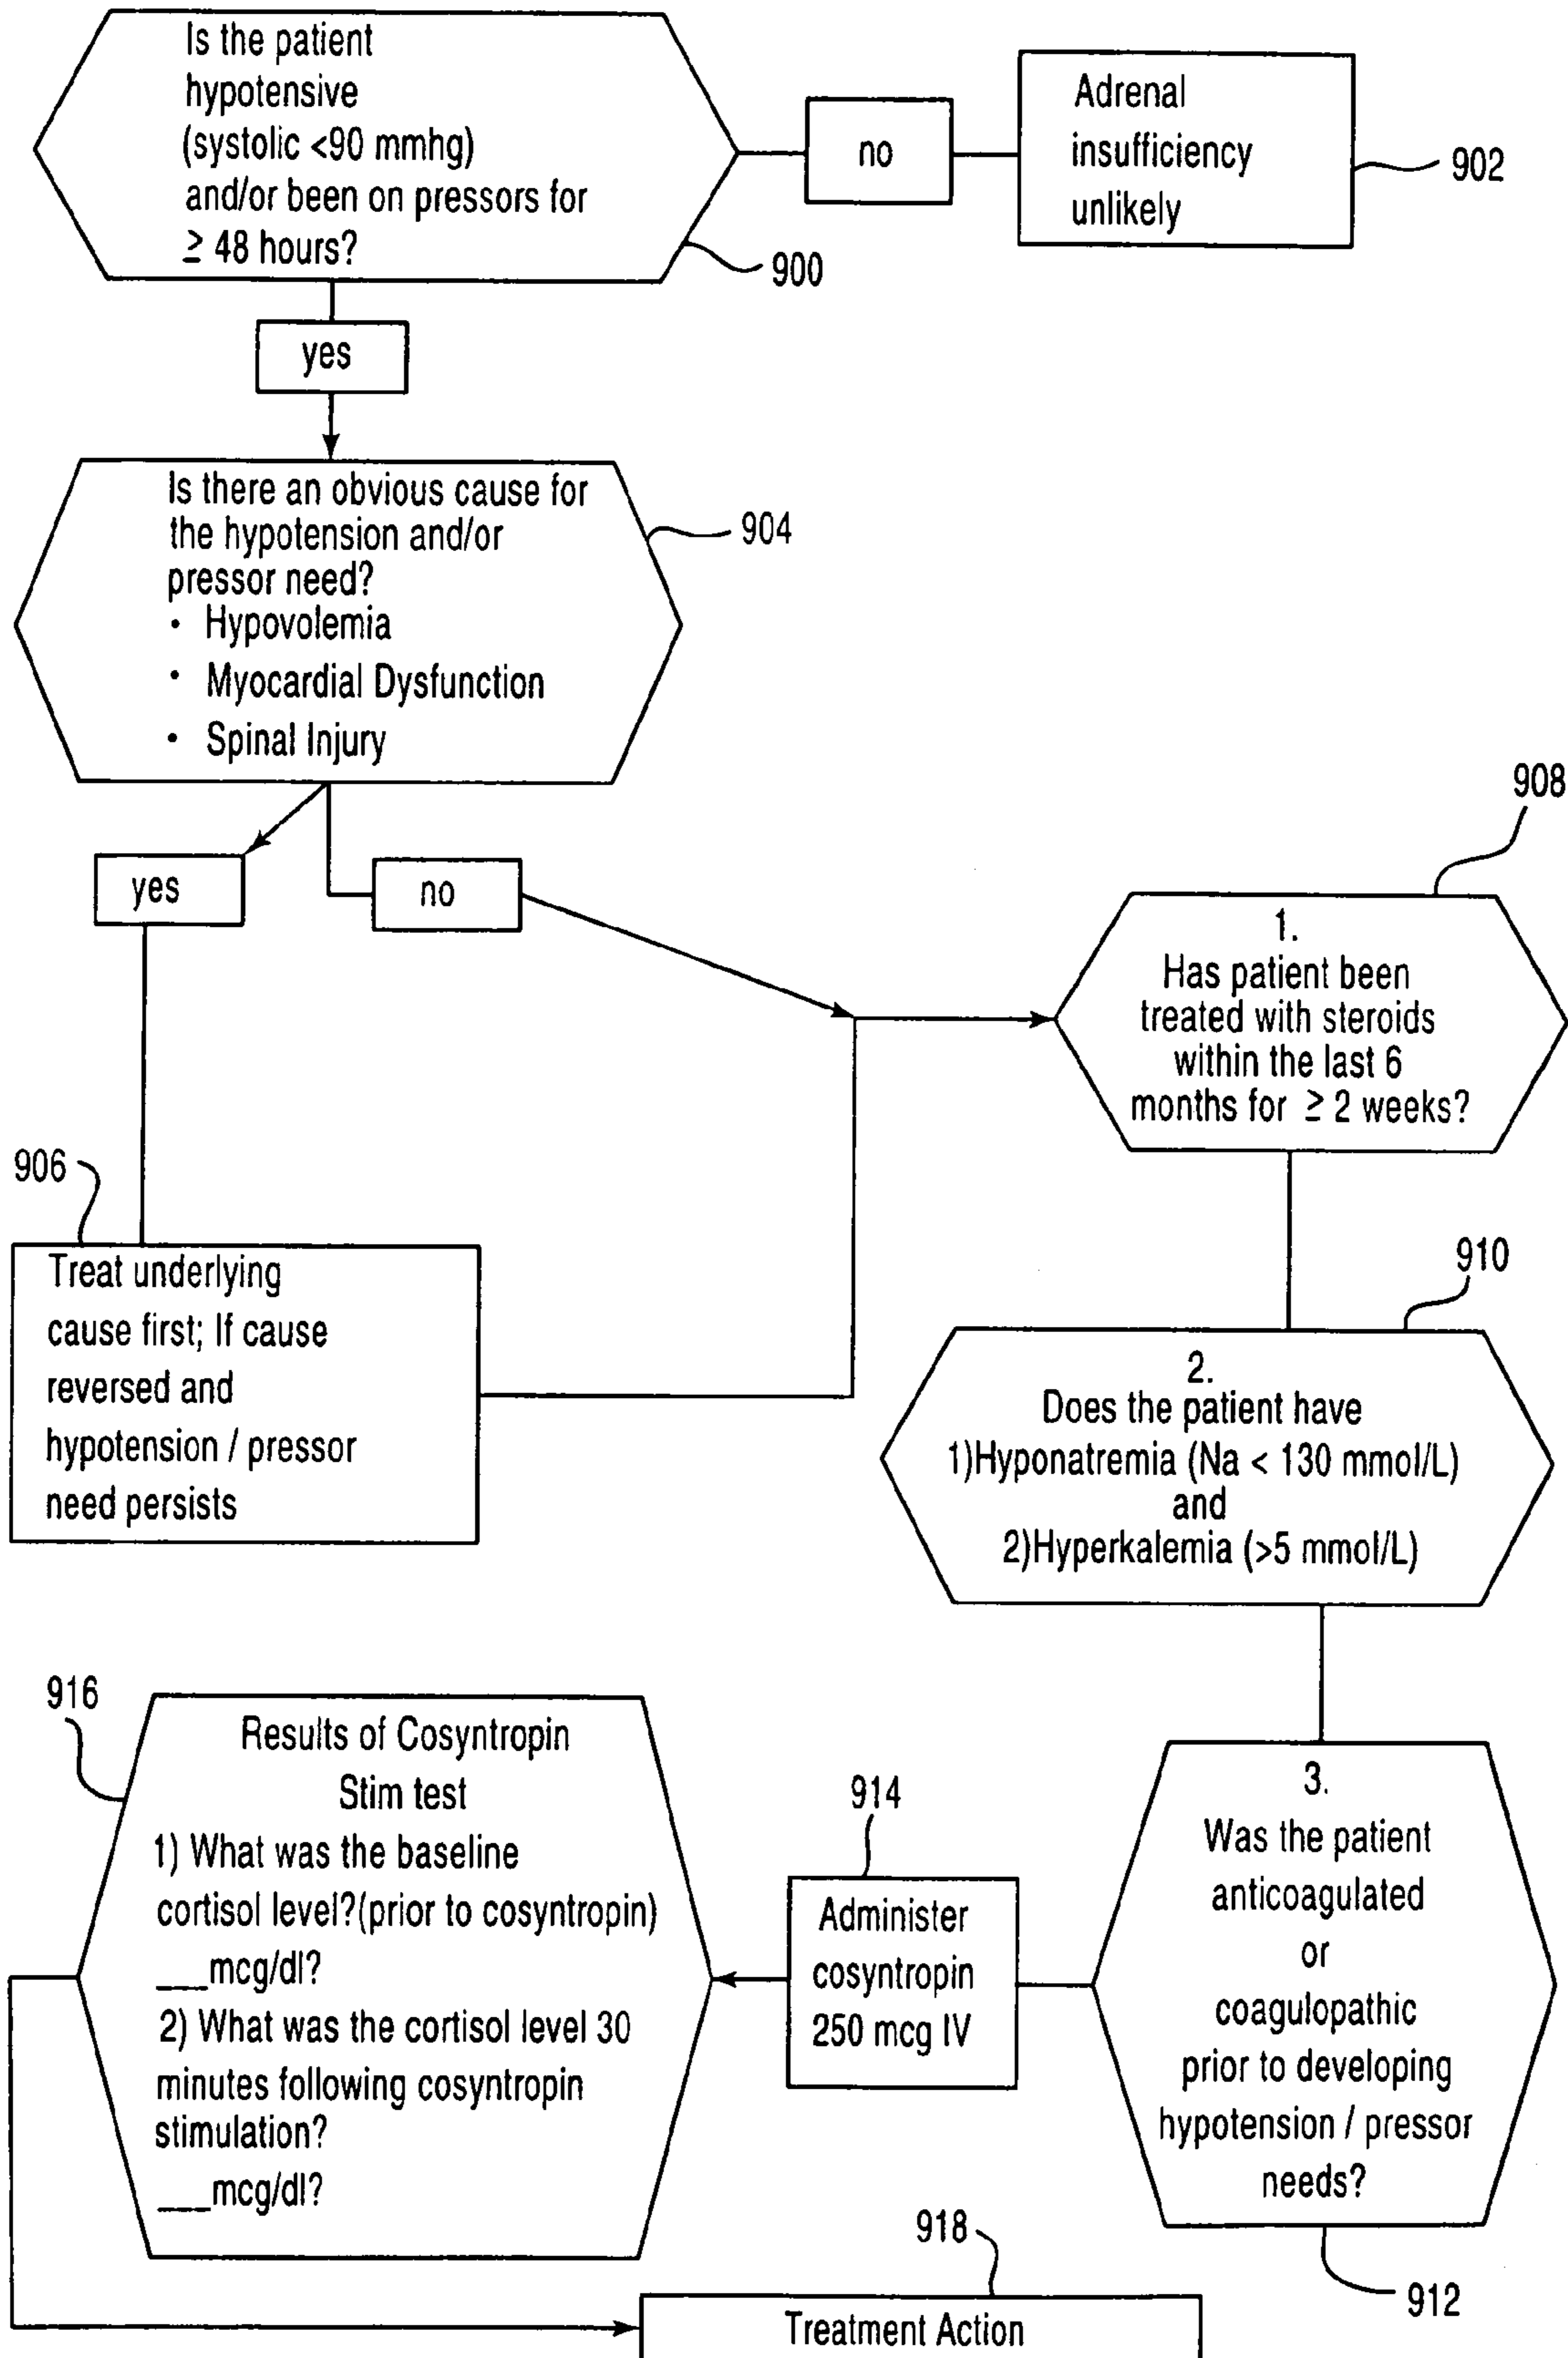 Is the patient
hypotensive
(systolic <90 mmhg)
and/or been on pressors for
≥ 48 hours?
900
no
Adrenal
insufficiency
unlikely
902
yes
Is there an obvious cause for
the hypotension and/or
pressor need?
• Hypovolemia
• Myocardial Dysfunction
• Spinal Injury
904
yes
no
906
Treat underlying
cause first; If cause
reversed and
hypotension / pressor
need persists
908
1.
Has patient been
treated with steroids
within the last 6
months for ≥ 2 weeks?
910
2.
Does the patient have
1)Hyponatremia (Na < 130 mmol/L)
and
2)Hyperkalemia (>5 mmol/L)
3.
Was the patient
anticoagulated
or
coagulopathic
prior to developing
hypotension / pressor
needs?
912
914
Administer
cosyntropin
250 mcg IV
916
Results of Cosyntropin
Stim test
1) What was the baseline
cortisol level?(prior to cosyntropin)
___mcg/dl?
2) What was the cortisol level 30
minutes following cosyntropin
stimulation?
___mcg/dl?
918
Treatment Action